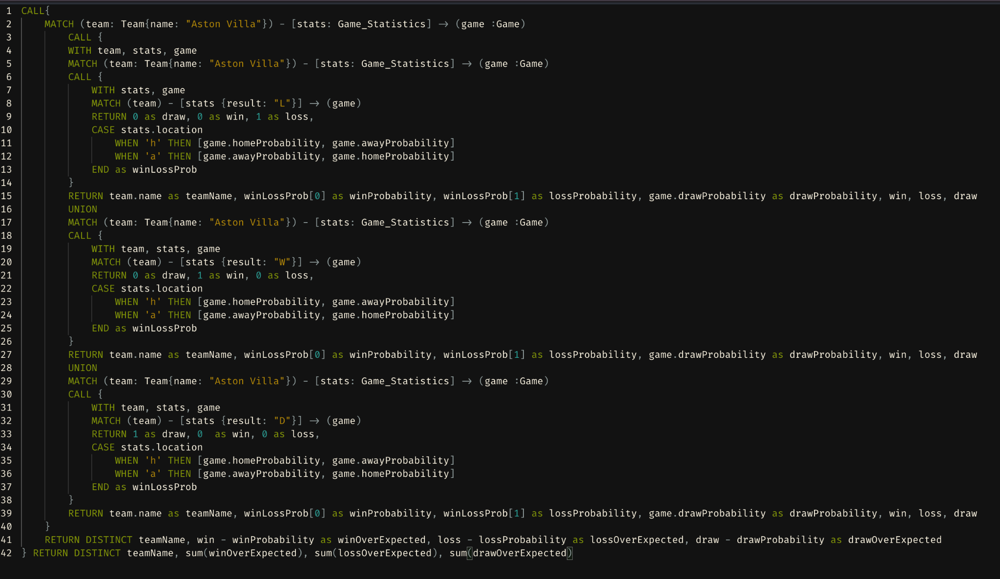 1 CALL{
2 MATCH (team: Team{name: "Aston Villa"}) - [stats: Game_Statistics] → (game :Game)
3 CALL {
4 WITH team, stats, game
5 MATCH (team: Team{name: "Aston Villa"}) - [stats: Game_Statistics] → (game :Game)
6 CALL {
7 WITH stats, game
8 MATCH (team) - [stats {result: "L"}] → (game)
9 RETURN 0 as draw, 0 as win, 1 as loss,
10 CASE stats.location
11 WHEN 'h' THEN [game.homeProbability, game.awayProbability]
12 WHEN 'a' THEN [game.awayProbability, game.homeProbability]
13 END as winLossProb
14 }
15 RETURN team.name as teamName, winLossProb[0] as winProbability, winLossProb[1] as lossProbability, game.drawProbability as drawProbability, win, loss, draw
16 UNION
17 MATCH (team: Team{name: "Aston Villa"}) - [stats: Game_Statistics] → (game :Game)
18 CALL {
19 WITH team, stats, game
20 MATCH (team) - [stats {result: "W"}] → (game)
21 RETURN 0 as draw, 1 as win, 0 as loss,
22 CASE stats.location
23 WHEN 'h' THEN [game.homeProbability, game.awayProbability]
24 WHEN 'a' THEN [game.awayProbability, game.homeProbability]
25 END as winLossProb
26 }
27 RETURN team.name as teamName, winLossProb[0] as winProbability, winLossProb[1] as lossProbability, game.drawProbability as drawProbability, win, loss, draw
28 UNION
29 MATCH (team: Team{name: "Aston Villa"}) - [stats: Game_Statistics] → (game :Game)
30 CALL {
31 WITH team, stats, game
32 MATCH (team) - [stats {result: "D"}] → (game)
33 RETURN 1 as draw, 0  as win, 0 as loss,
34 CASE stats.location
35 WHEN 'h' THEN [game.homeProbability, game.awayProbability]
36 WHEN 'a' THEN [game.awayProbability, game.homeProbability]
37 END as winLossProb
38 }
39 RETURN team.name as teamName, winLossProb[0] as winProbability, winLossProb[1] as lossProbability, game.drawProbability as drawProbability, win, loss, draw
40 }
41 RETURN DISTINCT teamName, win - winProbability as winOverExpected, loss - lossProbability as lossOverExpected, draw - drawProbability as drawOverExpected
42 } RETURN DISTINCT teamName, sum(winOverExpected), sum(lossOverExpected), sum(drawOverExpected)